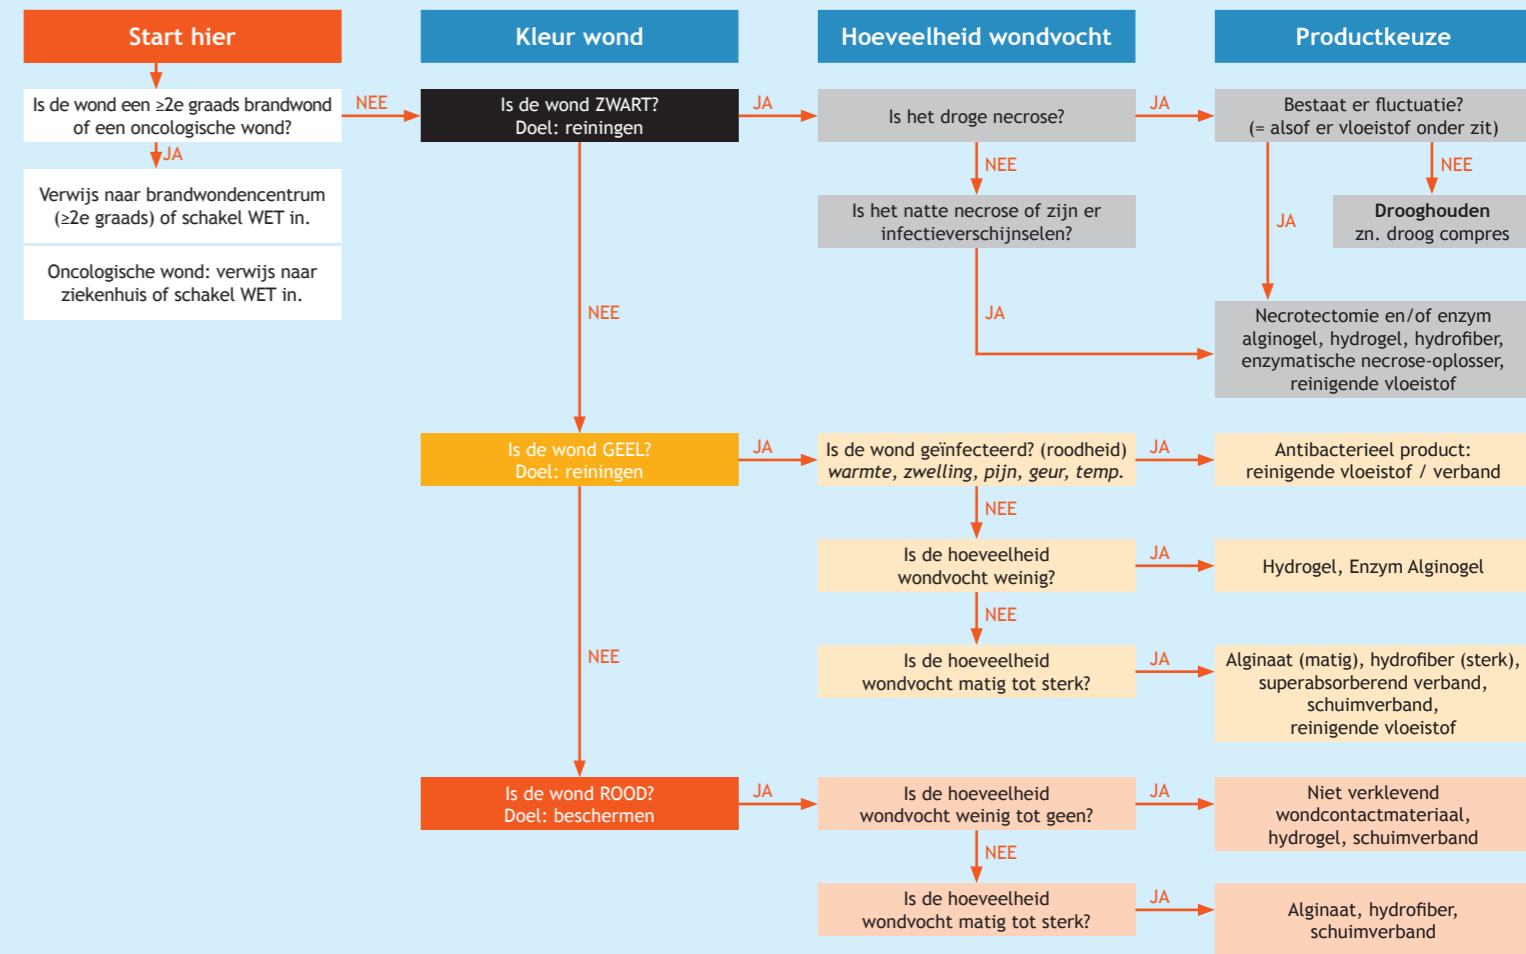 Start hier
Kleur wond
Hoeveelheid wondvocht
Productkeuze
Is de wond een ≥2e graads brandwond
of een oncologische wond?
NEE
Is de wond ZWART?
Doel: reiningen
JA
Is het droge necrose?
JA
Bestaat er fluctuatie?
(= alsof er vloeistof onder zit)
JA
NEE
NEE
Verwijs naar brandwondencentrum
(≥2e graads) of schakel WET in.
Is het natte necrose of zijn er
infectieverschijnselen?
JA
Drooghouden
zn. droog compres
Oncologische wond: verwijs naar
ziekenhuis of schakel WET in.
NEE
JA
Necrotectomie en/of enzym
alginogel, hydrogel, hydrofiber,
enzymatische necrose-oplosser,
reinigende vloeistof
Is de wond GEEL?
Doel: reiningen
JA
Is de wond geïnfecteerd? (roodheid)
warmte, zwelling, pijn, geur, temp.
JA
Antibacterieel product:
reinigende vloeistof / verband
NEE
Is de hoeveelheid
wondvocht weinig?
JA
Hydrogel, Enzym Alginogel
NEE
NEE
Is de hoeveelheid
wondvocht matig tot sterk?
JA
Alginaat (matig), hydrofiber (sterk),
superabsorberend verband,
schuimverband,
reinigende vloeistof
Is de wond ROOD?
Doel: beschermen
JA
Is de hoeveelheid
wondvocht weinig tot geen?
JA
Niet verklevend
wondcontactmateriaal,
hydrogel, schuimverband
NEE
Is de hoeveelheid
wondvocht matig tot sterk?
JA
Alginaat, hydrofiber,
schuimverband